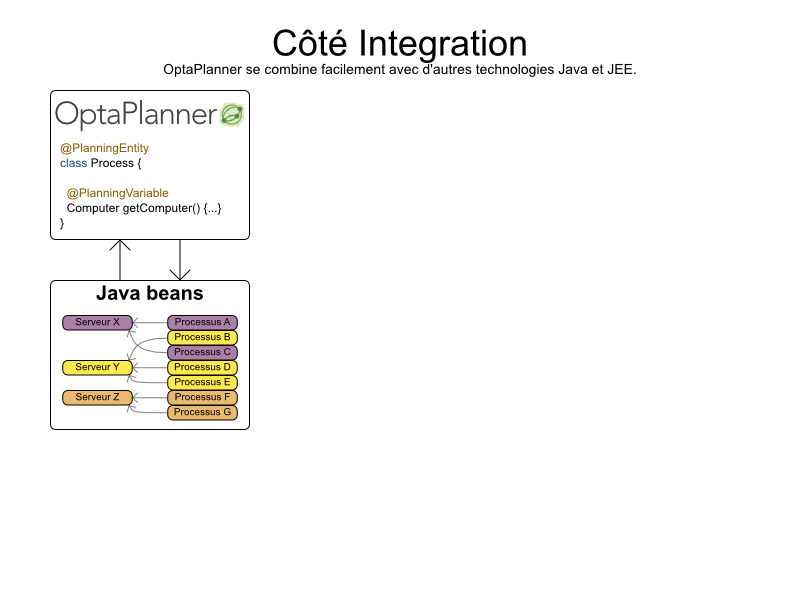 Côté Integration
OptaPlanner se combine facilement avec d'autres technologies Java et JEE.
OptaPlanner
@PlanningEntity
class Process {
@PlanningVariable
Computer getComputer() {...}
}
Java beans
Serveur X
Processus A
Processus B
Processus C
Serveur Y
Processus D
Processus E
Serveur Z
Processus F
Processus G